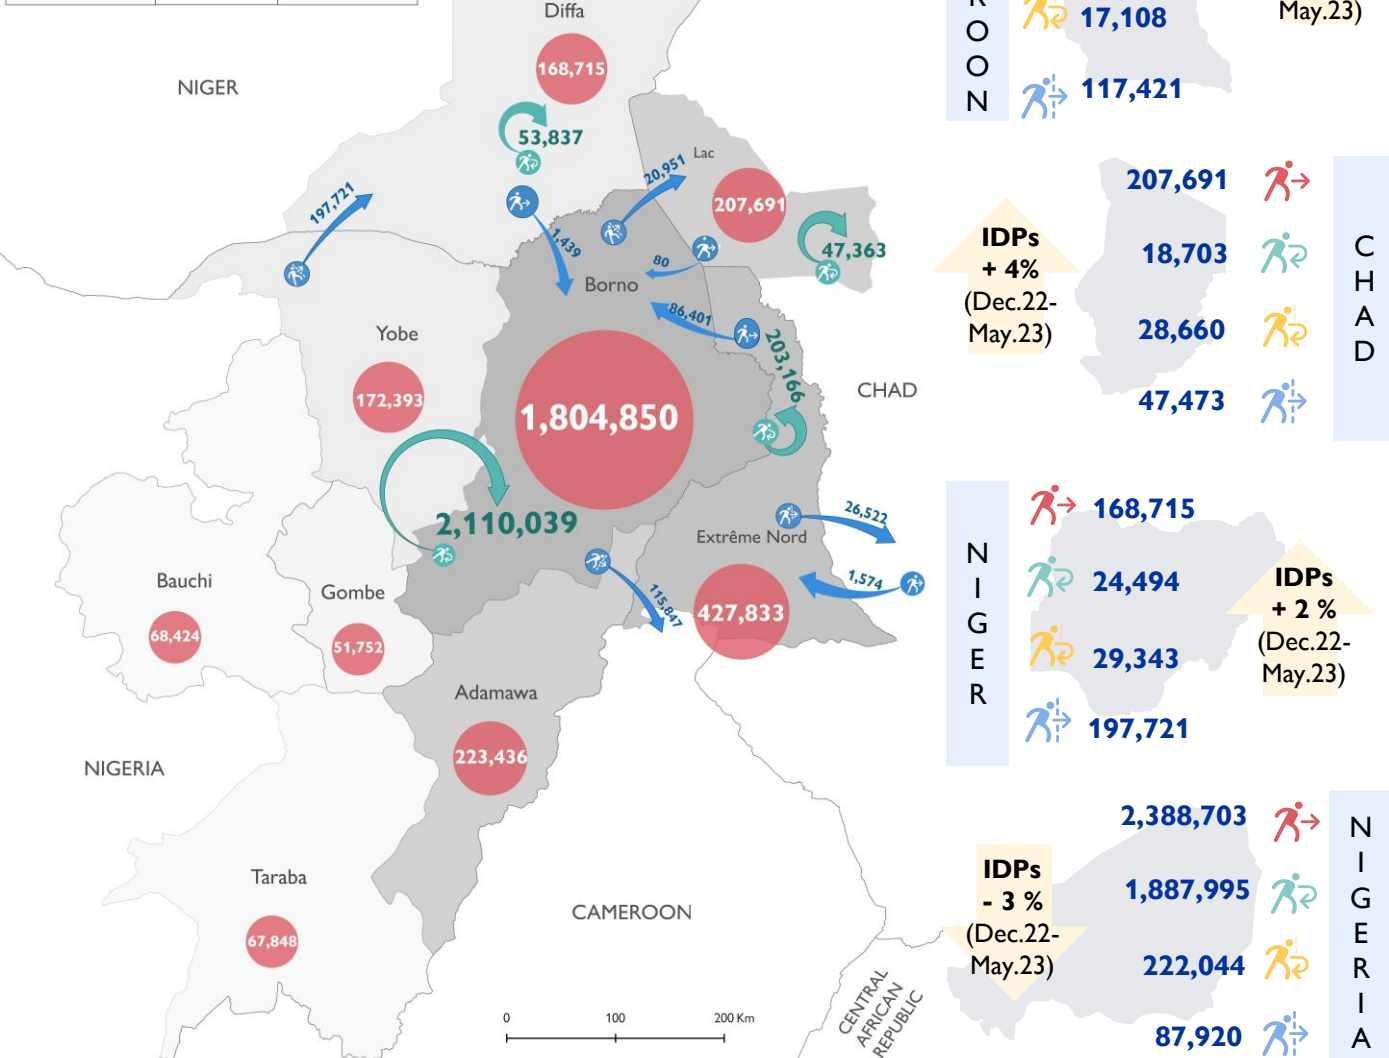 Diffa
168,715
NIGER
53,837
Lac
20,951
197,721
207,691
1,439
47,363
80
Borno
86,401
Yobe
203,166
172,393
1,804,850
CHAD
2,110,039
26,522
Extrême Nord
1,574
Bauchi
Gombe
115,847
427,833
68,424
51,752
Adamawa
223,436
NIGERIA
Taraba
CAMEROON
67,848
CENTRAL
AFRICAN
REPUBLIC
0 100 200 Km
May.23)
R
O
O
N
17,108
117,421
IDPs
+ 4%
(Dec.22-
May.23)
207,691
18,703
28,660
47,473
C
H
A
D
N
I
G
E
R
168,715
24,494
29,343
197,721
IDPs
+ 2 %
(Dec.22-
May.23)
IDPs
- 3 %
(Dec.22-
May.23)
2,388,703
1,887,995
222,044
87,920
N
I
G
E
R
I
A